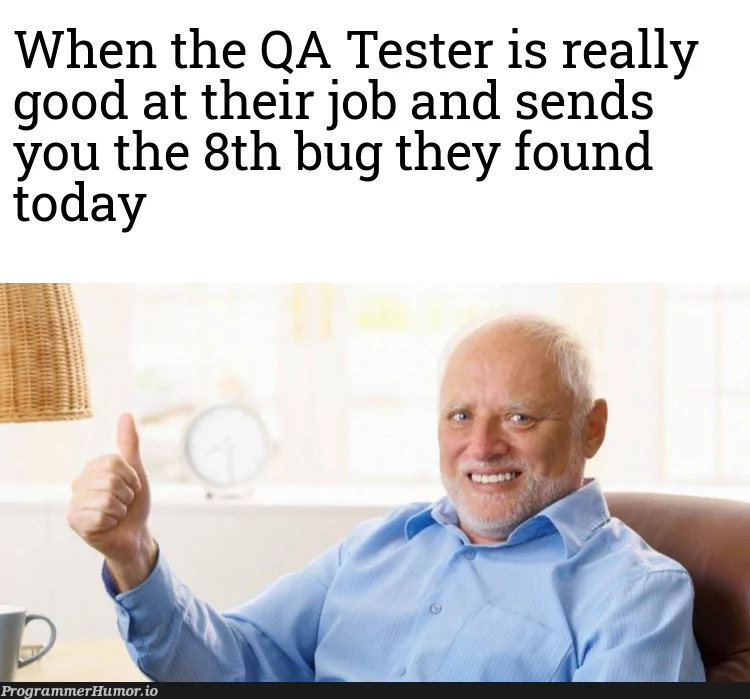 When the QA Tester is really
good at their job and sends
you the 8th bug they found
today
ProgrammerHumor.io